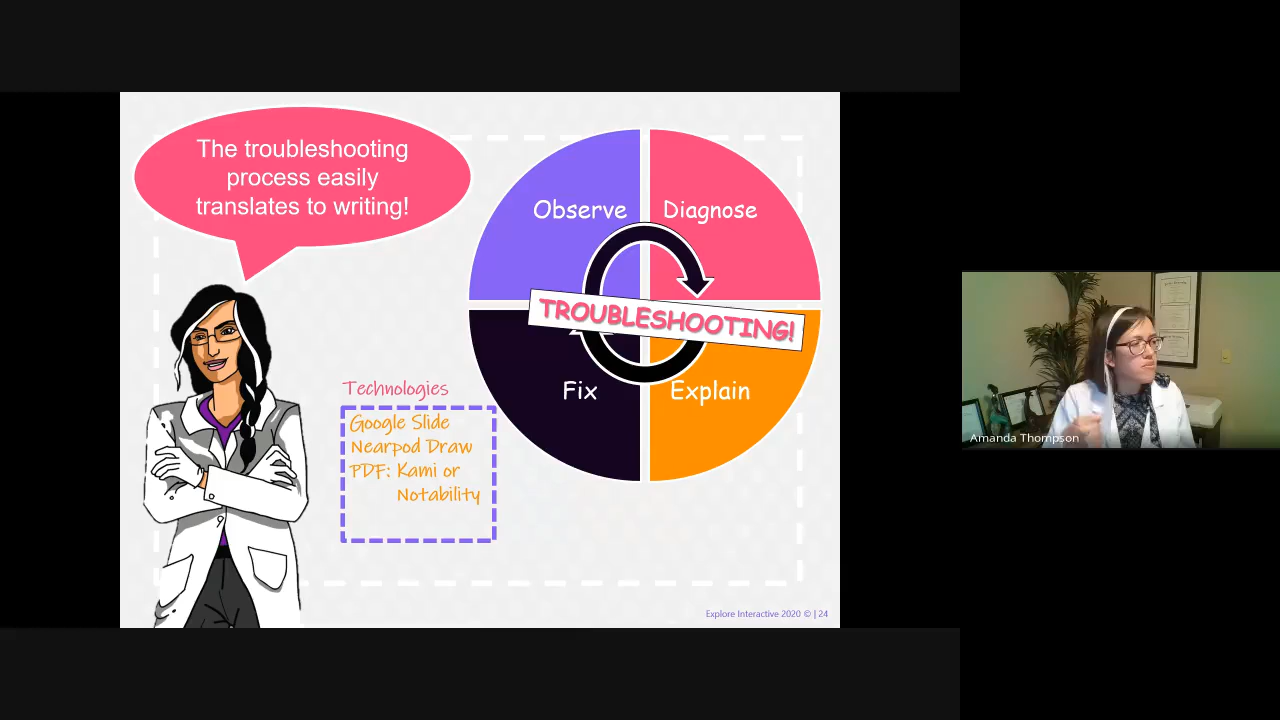 The troubleshooting
process easily
translates to writing!
Observe
Diagnose
TROUBLESHOOTING!
Fix
Explain
Technologies
Google Slide
Nearpod Draw
PDF: Kami or
Notability
Explore Interactive 2020 © | 24
Amanda Thompson